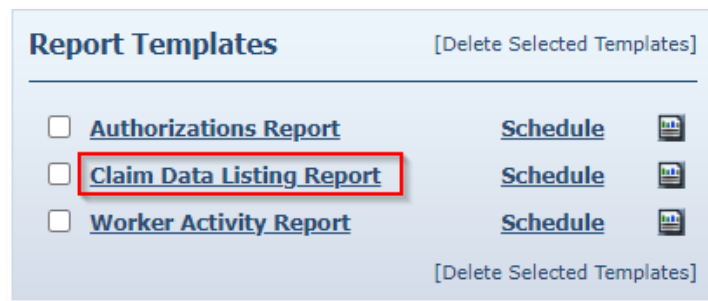 Report Templates [Delete Selected Templates]
Authorizations Report Schedule
Claim Data Listing Report Schedule
Worker Activity Report Schedule
[Delete Selected Templates]